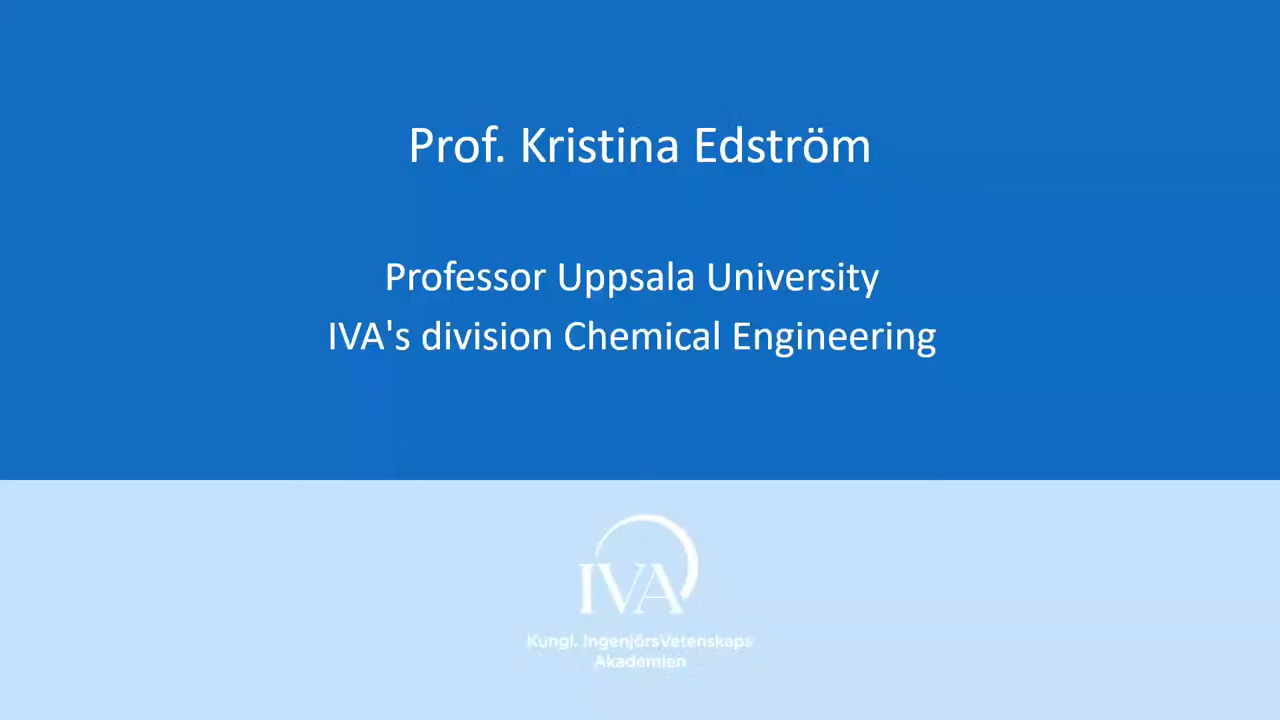 Prof. Kristina Edström
Professor Uppsala University
IVA's division Chemical Engineering
IVA
Kungl. IngenjörsVetenskaps
Akademien